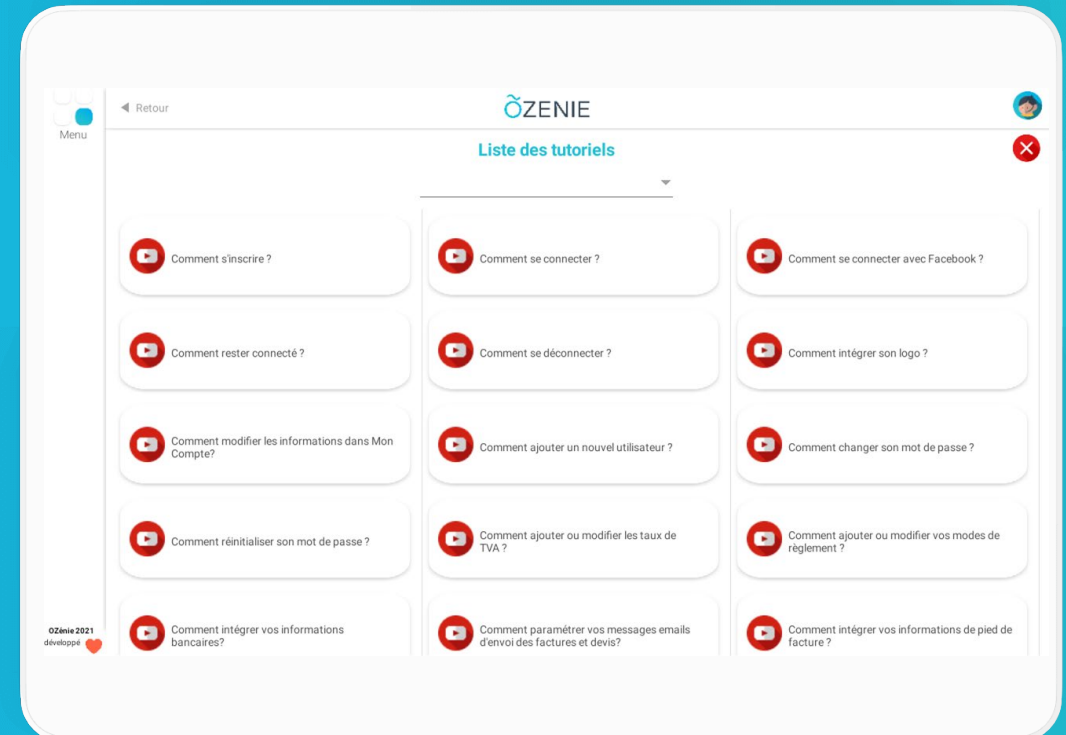 Menu
Retour
ÕZENIE
Liste des tutoriels
Comment s'inscrire ?
Comment se connecter ?
Comment se connecter avec Facebook ?
Comment rester connecté ?
Comment se déconnecter ?
Comment intégrer son logo ?
Comment modifier les informations dans Mon
Compte?
Comment ajouter un nouvel utilisateur ?
Comment changer son mot de passe ?
Comment réinitialiser son mot de passe ?
Comment ajouter ou modifier les taux de
TVA ?
Comment ajouter ou modifier vos modes de
règlement ?
Comment intégrer vos informations
bancaires?
Comment paramétrer vos messages emails
d'envoi des factures et devis?
Comment intégrer vos informations de pied de
facture ?
OZénie 2021
développé